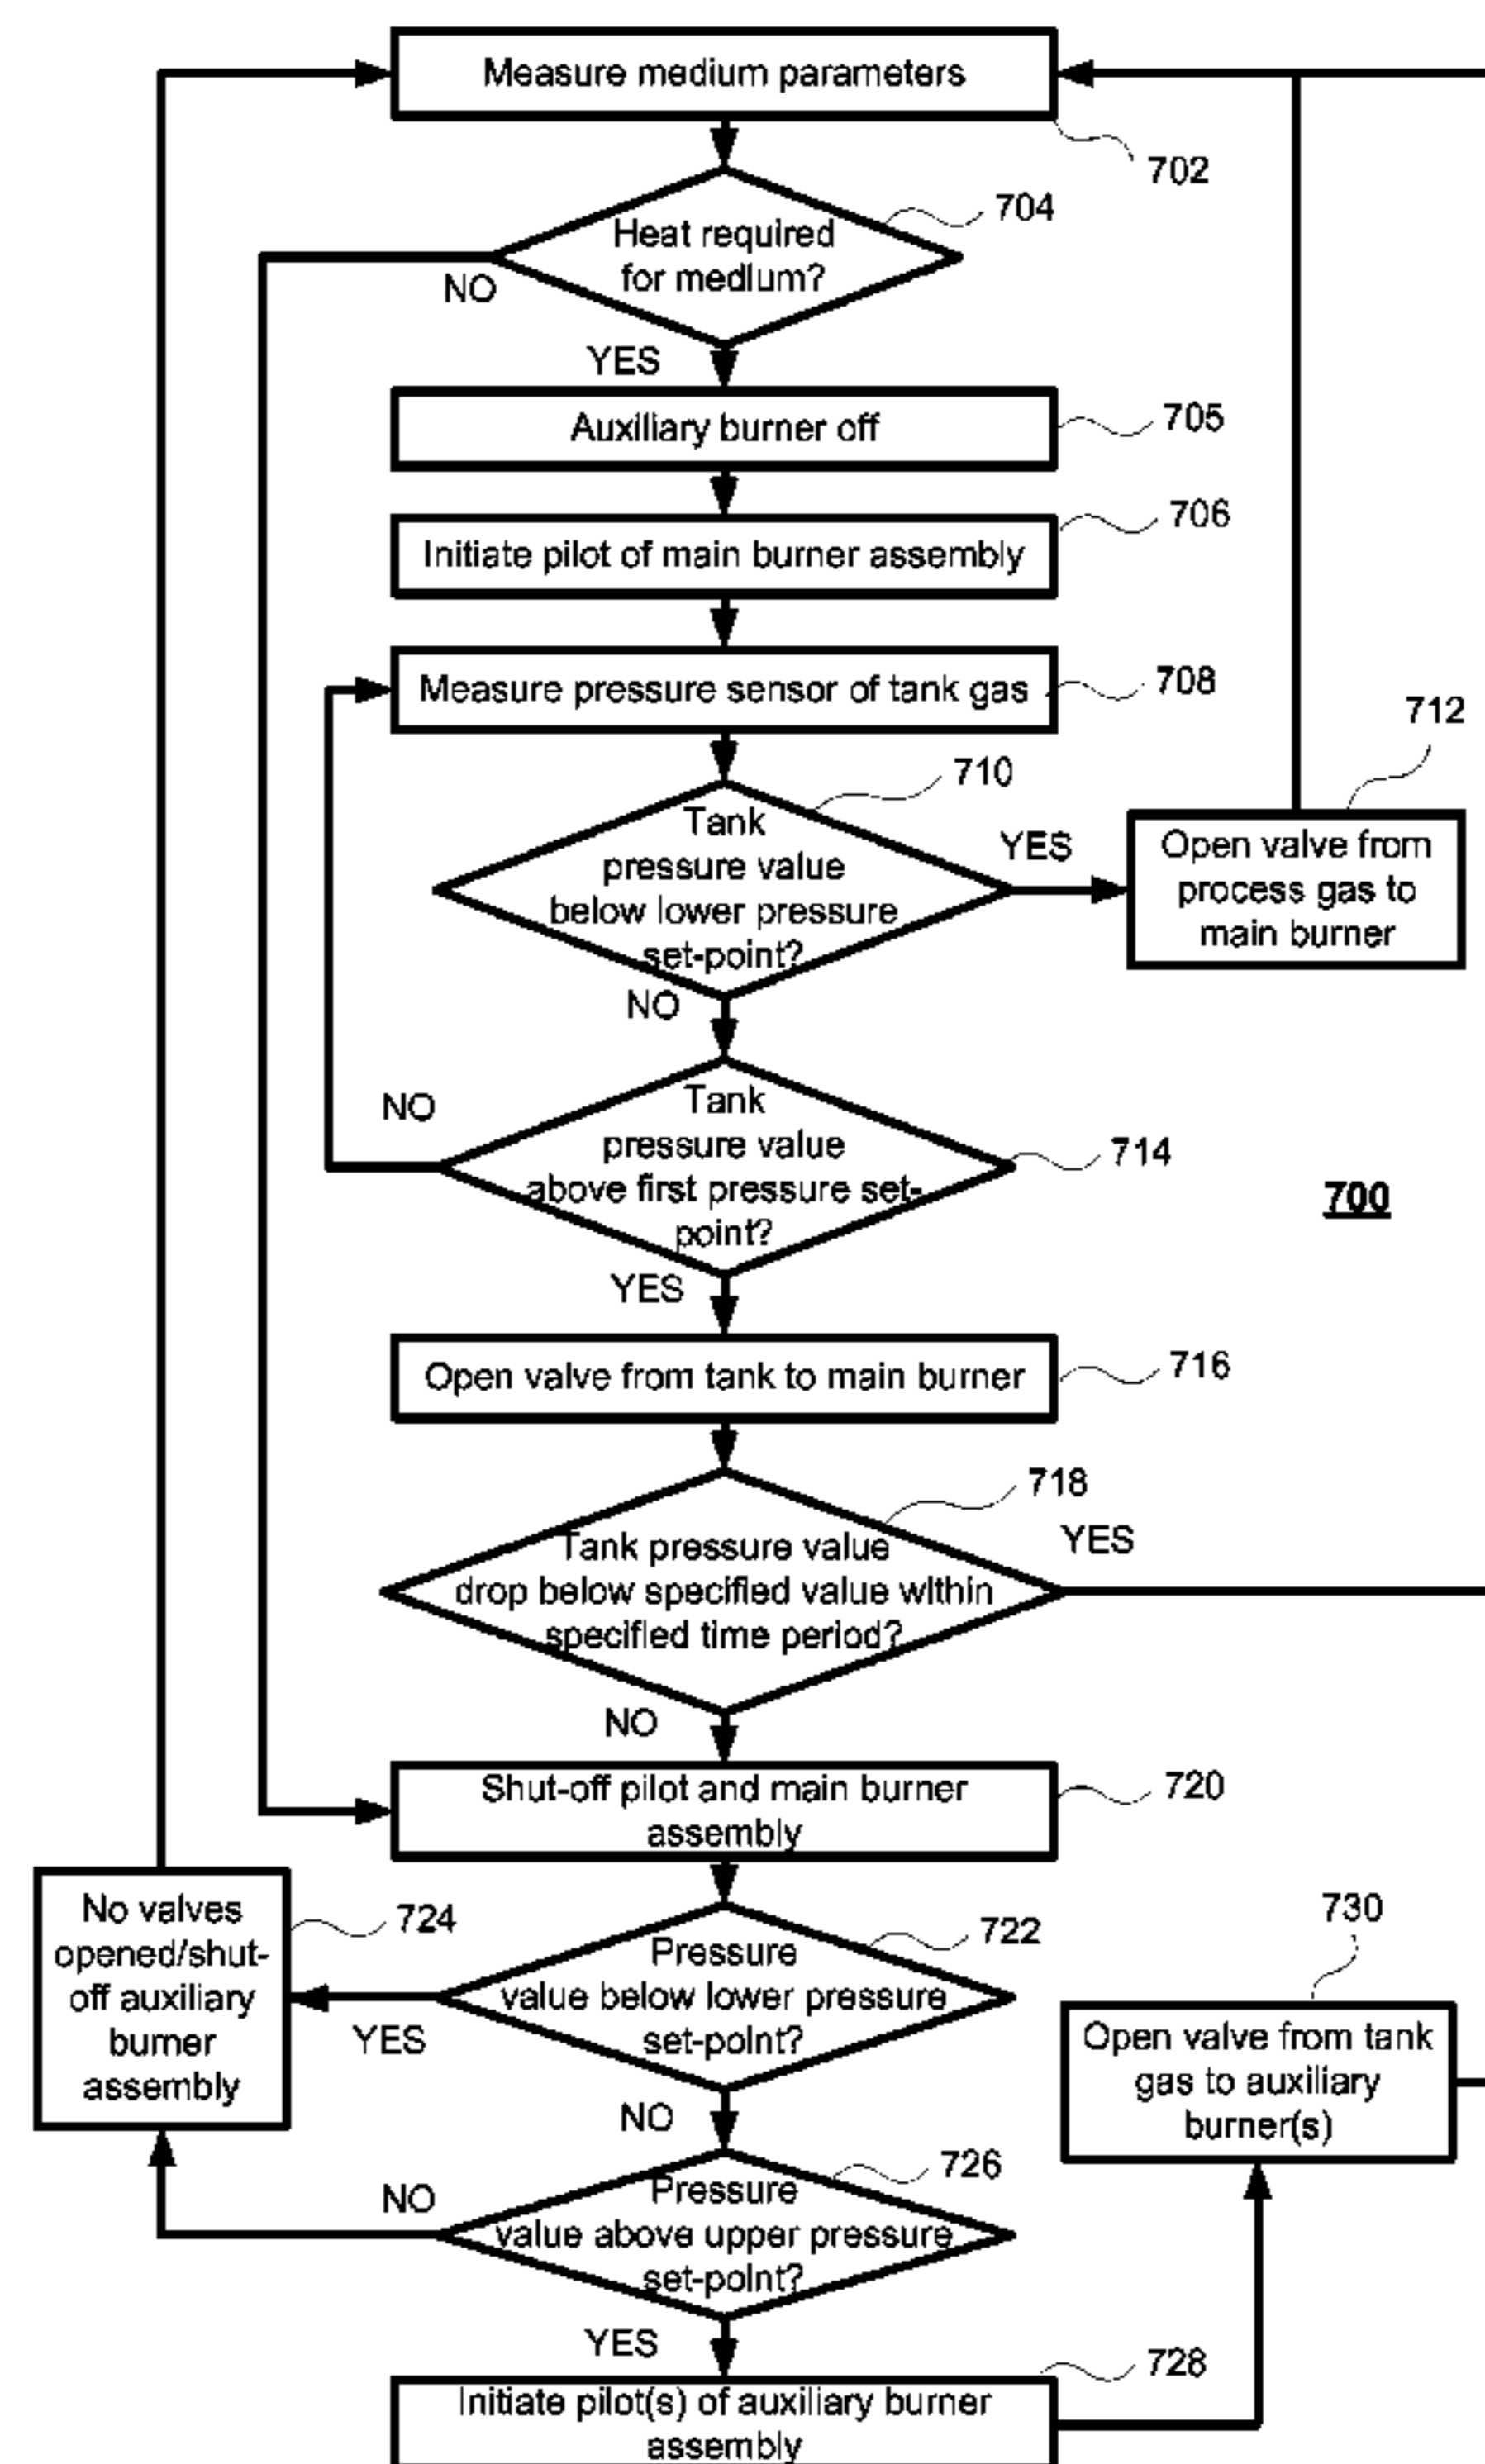 Measure medium parameters
702
Heat required
for medium?
704
NO
YES
Auxiliary burner off
705
Initiate pilot of main burner assembly
706
Measure pressure sensor of tank gas
708
Tank
pressure value
below lower pressure
set-point?
710
YES
712
Open valve from
process gas to
main burner
NO
Tank
pressure value
above first pressure set-
point?
714
NO
700
YES
Open valve from tank to main burner
716
Tank pressure value
drop below specified value within
specified time period?
718
YES
NO
Shut-off pilot and main burner
assembly
720
No valves
opened/shut-
off auxiliary
burner
assembly
724
Pressure
value below lower pressure
set-point?
722
YES
730
Open valve from tank
gas to auxiliary
burner(s)
NO
Pressure
value above upper pressure
set-point?
726
NO
YES
Initiate pilot(s) of auxiliary burner
assembly
728